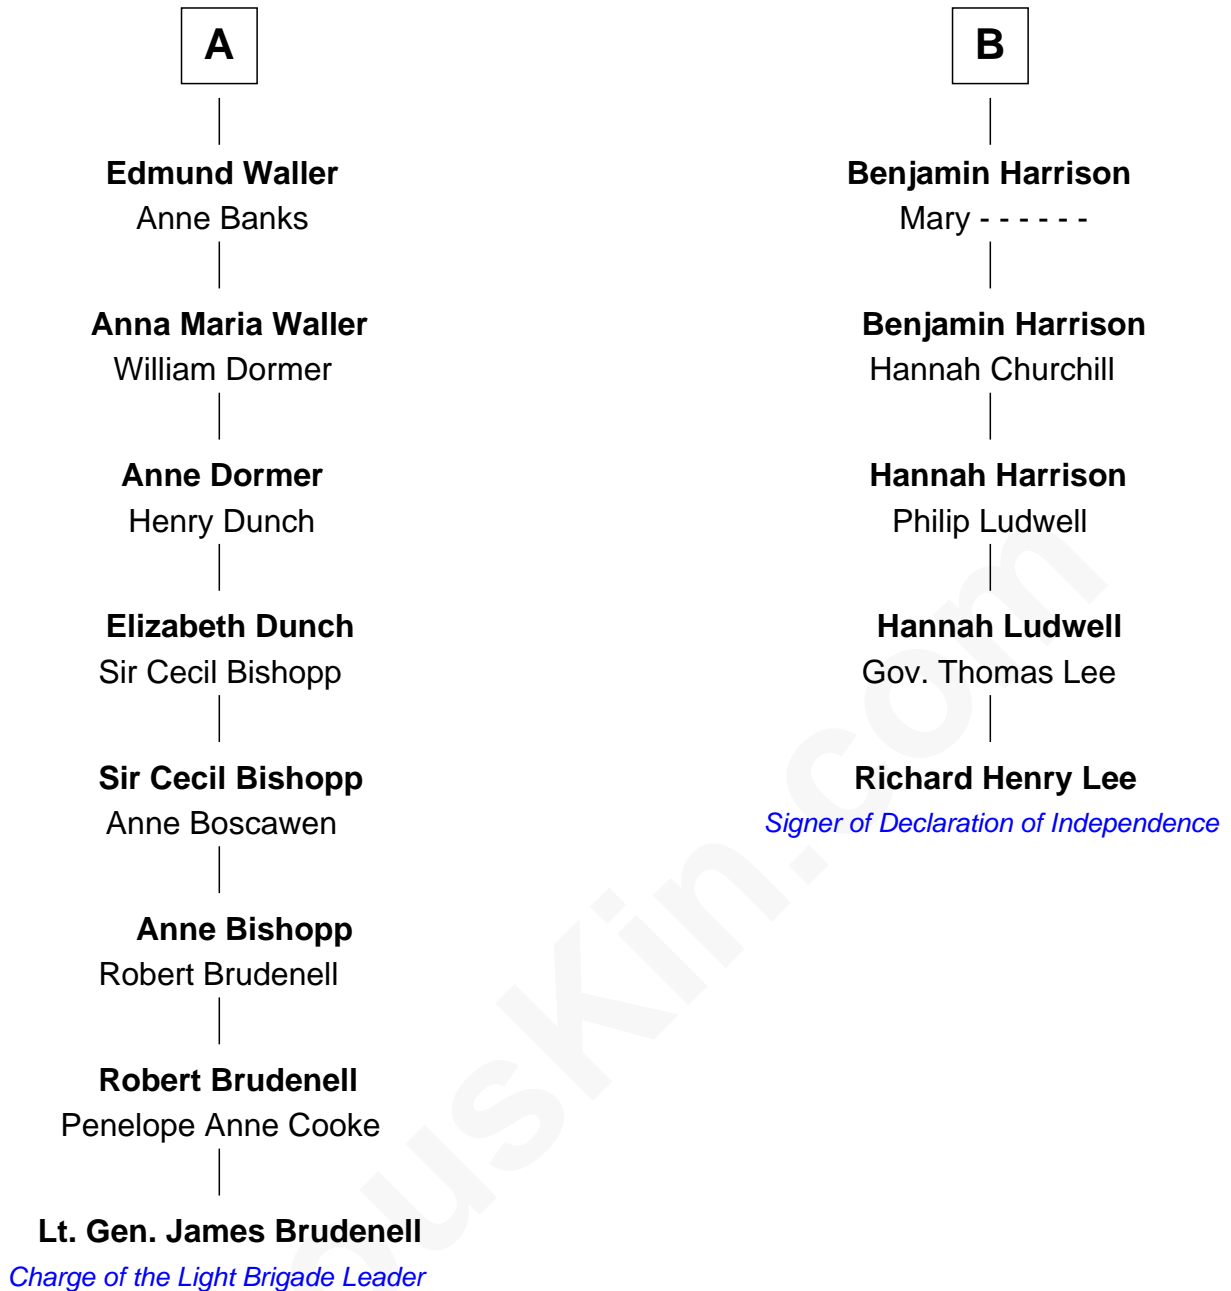 A
Edmund Waller
Anne Banks
Anna Maria Waller
William Dormer
Anne Dormer
Henry Dunch
Elizabeth Dunch
Sir Cecil Bishopp
Sir Cecil Bishopp
Anne Boscawen
Anne Bishopp
Robert Brudenell
Robert Brudenell
Penelope Anne Cooke
Lt. Gen. James Brudenell
Charge of the Light Brigade Leader
B
Benjamin Harrison
Mary - - - - - -
Benjamin Harrison
Hannah Churchill
Hannah Harrison
Philip Ludwell
Hannah Ludwell
Gov. Thomas Lee
Richard Henry Lee
Signer of Declaration of Independence
ousKin.com